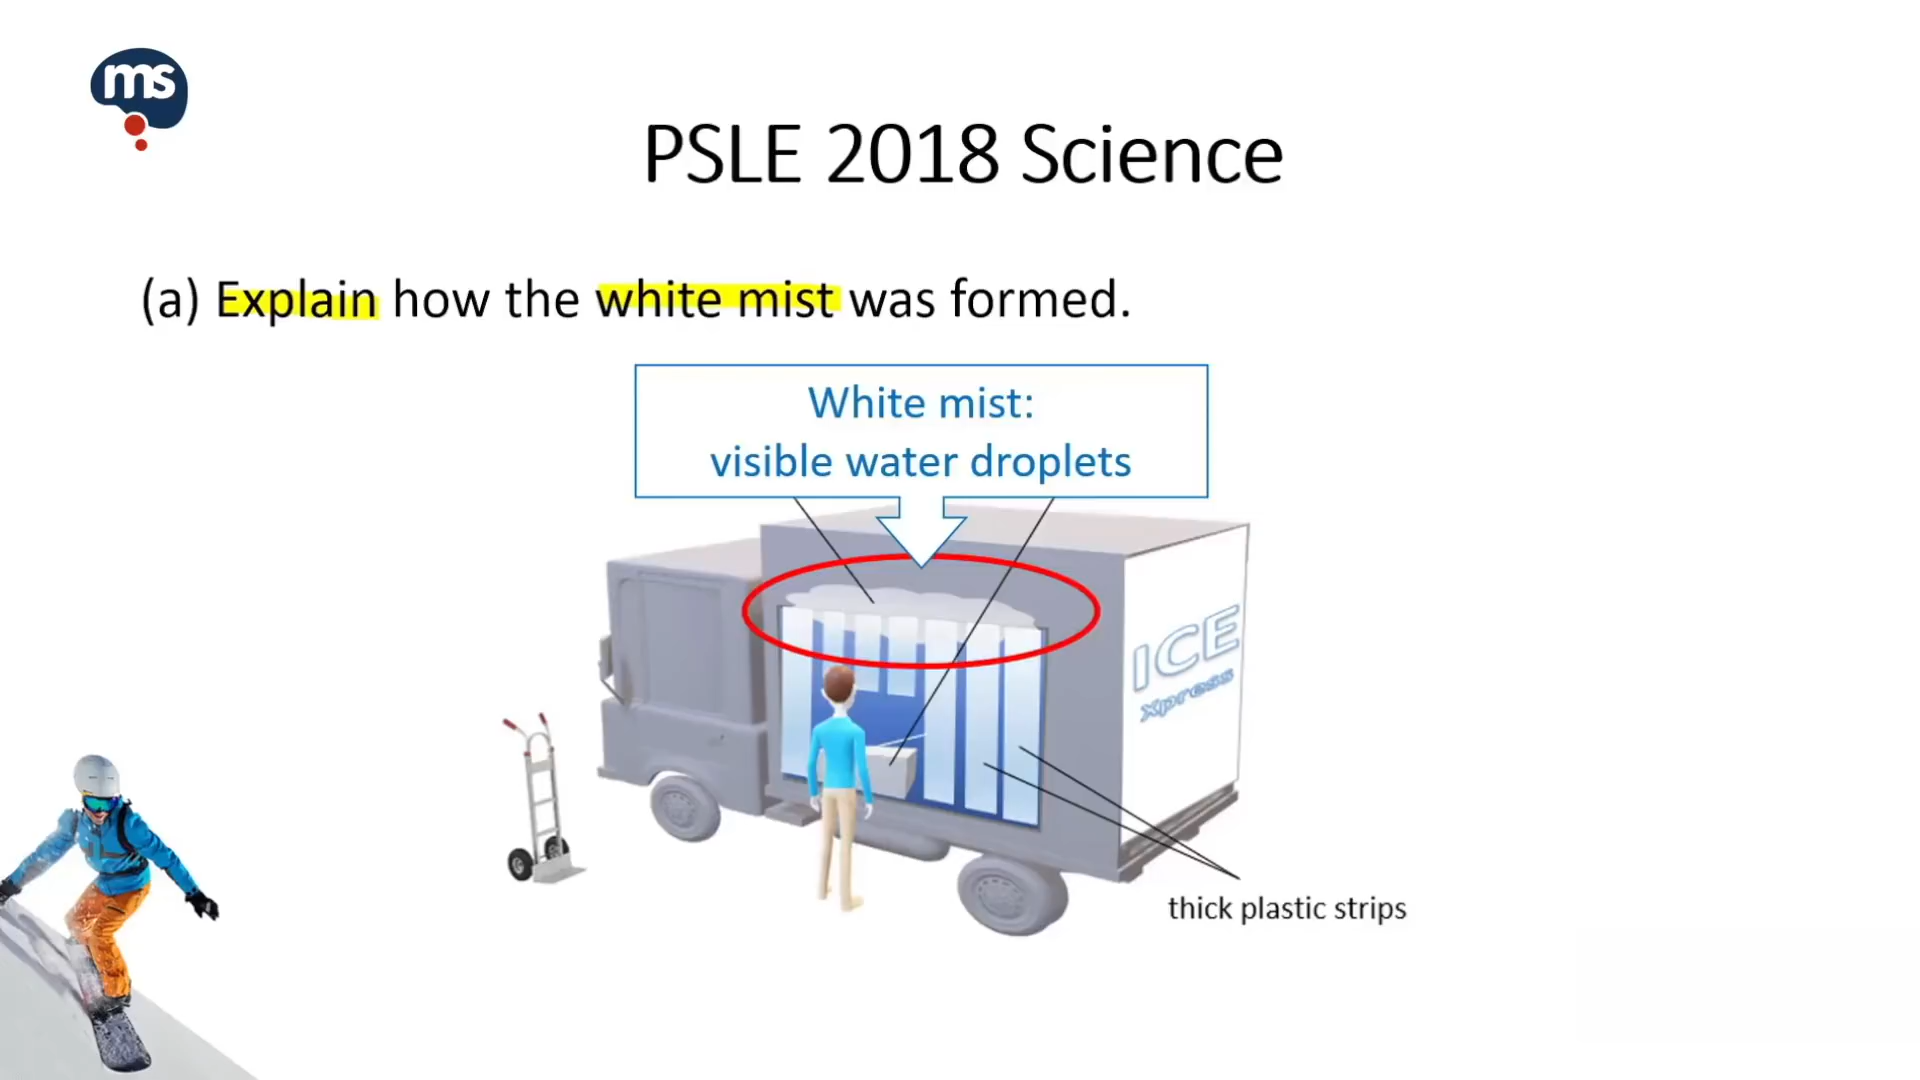 ms
PSLE 2018 Science
(a) Explain how the white mist was formed.
White mist:
visible water droplets
ICE
xpress
thick plastic strips